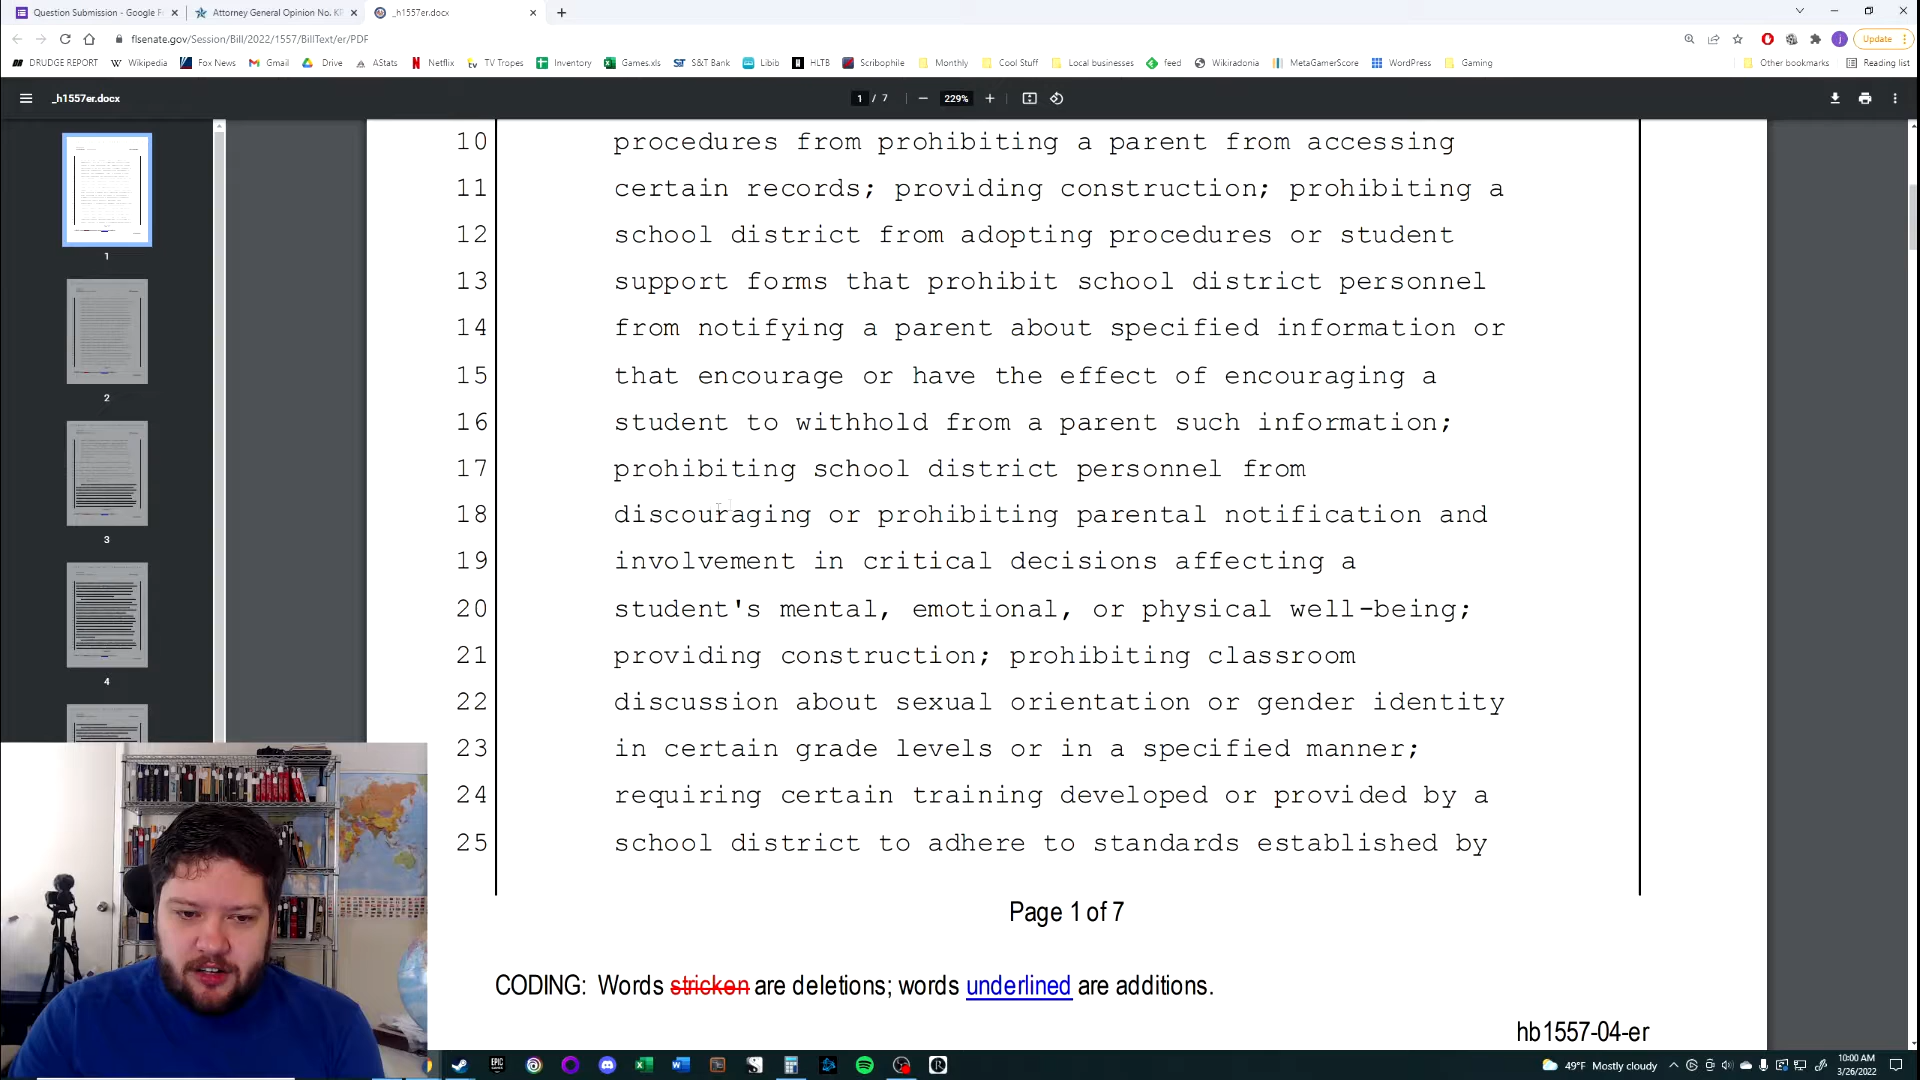 Question Submission - Google F
Attorney General Opinion No. K
_h1557er.docx
flsenate.gov/Session/Bill/2022/1557/BillText/er/PDF
Update
DRUDGE REPORT
Wikipedia
Fox News
Gmail
Drive
AStats
Netflix
TV Tropes
Inventory
Games.xls
S&T Bank
Libib
HLTB
Scribophile
Monthly
Cool Stuff
Local businesses
feed
Wikiradonia
MetaGamerScore
WordPress
Gaming
Other bookmarks
Reading list
_h1557er.docx
1 / 7
229%
1
2
3
4
10 procedures from prohibiting a parent from accessing
11 certain records; providing construction; prohibiting a
12 school district from adopting procedures or student
13 support forms that prohibit school district personnel
14 from notifying a parent about specified information or
15 that encourage or have the effect of encouraging a
16 student to withhold from a parent such information;
17 prohibiting school district personnel from
18 discouraging or prohibiting parental notification and
19 involvement in critical decisions affecting a
20 student's mental, emotional, or physical well-being;
21 providing construction; prohibiting classroom
22 discussion about sexual orientation or gender identity
23 in certain grade levels or in a specified manner;
24 requiring certain training developed or provided by a
25 school district to adhere to standards established by
Page 1 of 7
CODING: Words stricken are deletions; words underlined are additions.
hb1557-04-er
49°F Mostly cloudy
10:00 AM
3/26/2022